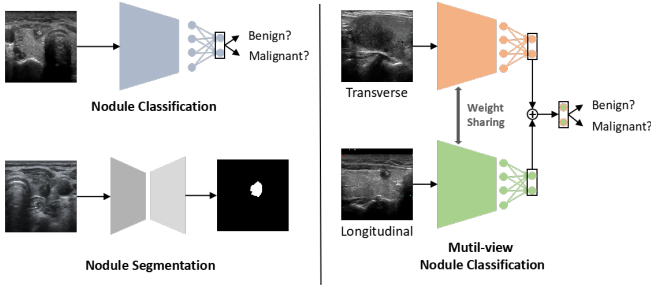 Benign?
Malignant?
Nodule Classification
Nodule Segmentation
Transverse
Weight
Sharing
Benign?
Malignant?
Longitudinal
Mutil-view
Nodule Classification